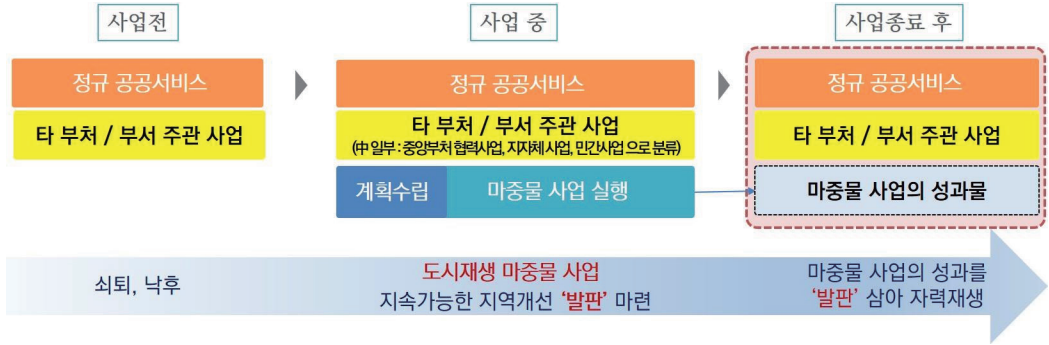 사업전
사업 중
사업종료 후
정규 공공서비스
정규 공공서비스
정규 공공서비스
타 부처 / 부서 주관 사업
타 부처 / 부서 주관 사업
(中 일부 : 중앙부처 협력사업, 지자체 사업, 민간사업 으로 분류)
타 부처 / 부서 주관 사업
계획수립
마중물 사업 실행
마중물 사업의 성과물
쇠퇴, 낙후
도시재생 마중물 사업
지속가능한 지역개선 ‘발판’ 마련
마중물 사업의 성과를
‘발판’ 삼아 자력재생